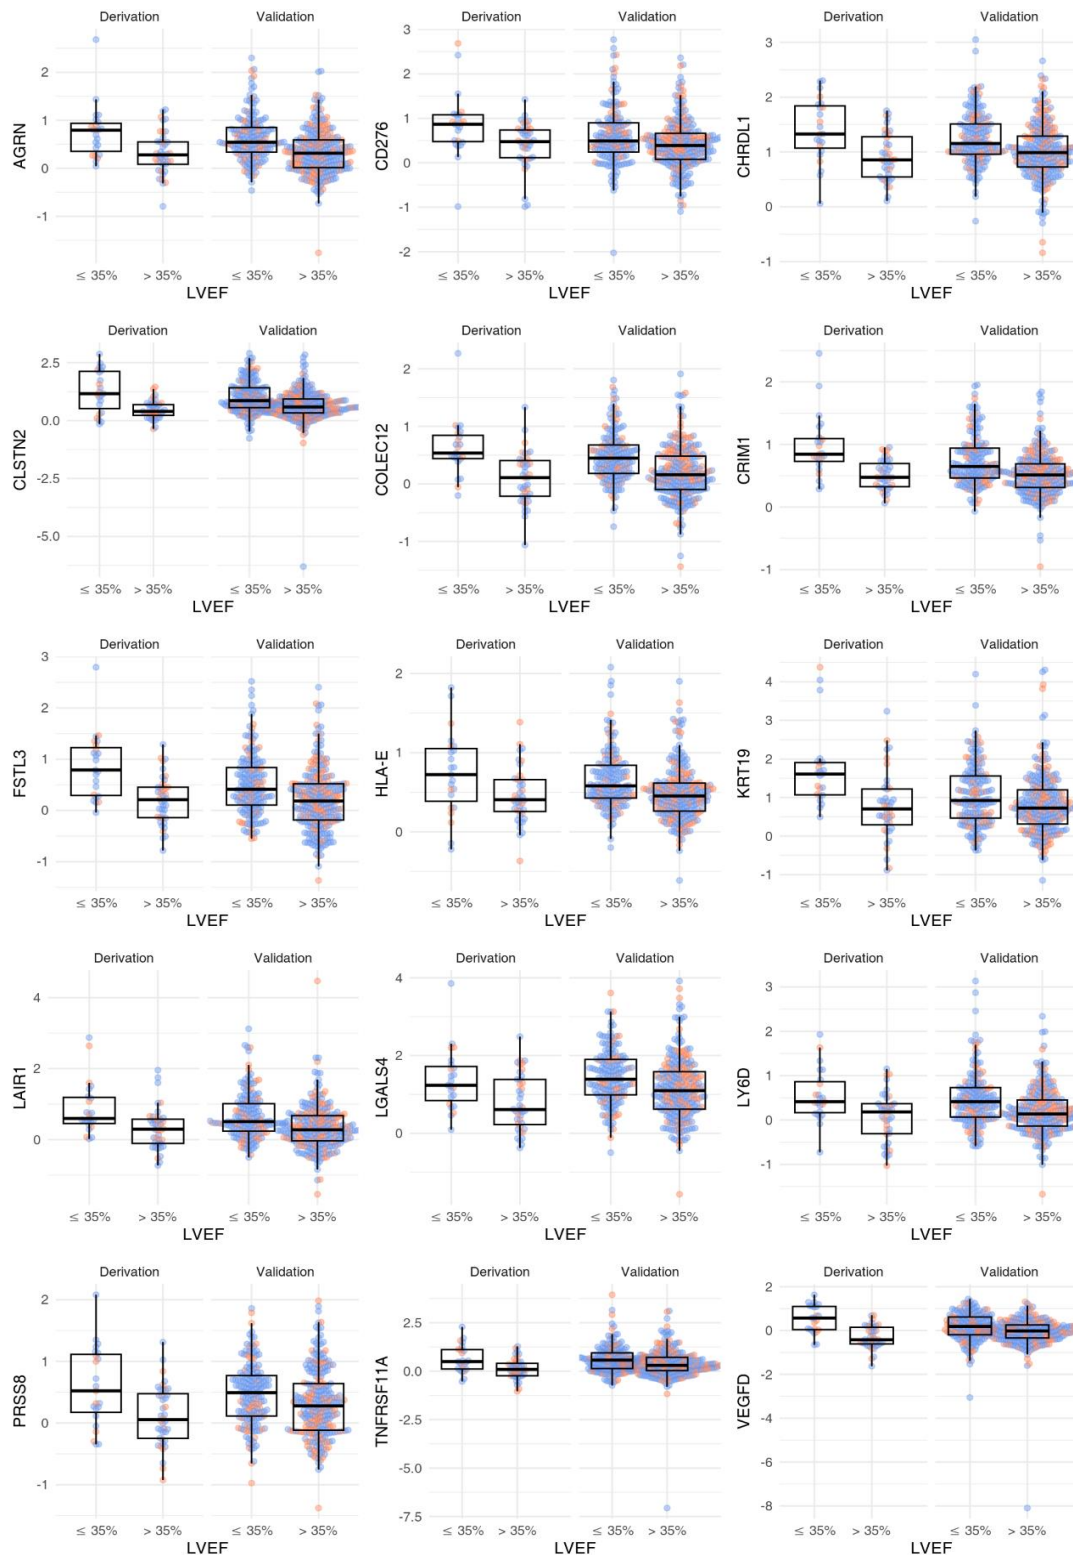 Derivation Validation Derivation Validation Derivation Validation
AGRN 2 1 0 -1 CD276 3 2 1 0 -1 -2 CHRDL1 3 2 1 0 -1
≤ 35% > 35% ≤ 35% > 35% ≤ 35% > 35% ≤ 35% > 35% ≤ 35% > 35% ≤ 35% > 35%
LVEF LVEF LVEF
Derivation Validation Derivation Validation Derivation Validation
CLSTN2 2.5 0.0 -2.5 -5.0 COLEC12 2 1 0 -1 CRIM1 2 1 0 -1
≤ 35% > 35% ≤ 35% > 35% ≤ 35% > 35% ≤ 35% > 35% ≤ 35% > 35% ≤ 35% > 35%
LVEF LVEF LVEF
Derivation Validation Derivation Validation Derivation Validation
FSTL3 3 2 1 0 -1 HLA-E 2 1 0 KRT19 4 3 2 1 0 -1
≤ 35% > 35% ≤ 35% > 35% ≤ 35% > 35% ≤ 35% > 35% ≤ 35% > 35% ≤ 35% > 35%
LVEF LVEF LVEF
Derivation Validation Derivation Validation Derivation Validation
LAIR1 4 2 0 LGALS4 4 2 0 LY6D 3 2 1 0 -1
≤ 35% > 35% ≤ 35% > 35% ≤ 35% > 35% ≤ 35% > 35% ≤ 35% > 35% ≤ 35% > 35%
LVEF LVEF LVEF
Derivation Validation Derivation Validation Derivation Validation
PRSS8 2 1 0 -1 TNFRSF11A 2.5 0.0 -2.5 -5.0 -7.5 VEGFD 2 0 -2 -4 -6 -8
≤ 35% > 35% ≤ 35% > 35% ≤ 35% > 35% ≤ 35% > 35% ≤ 35% > 35% ≤ 35% > 35%
LVEF LVEF LVEF